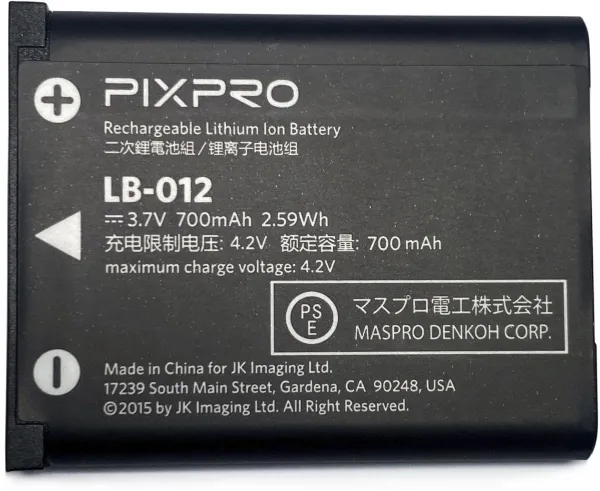 PIXPRO
Rechargeable Lithium Ion Battery
二次鋰電池組/锂离子电池组
LB-012
⎓ 3.7V 700mAh 2.59Wh
充电限制电压: 4.2V 额定容量: 700 mAh
maximum charge voltage: 4.2V
PS
E
マスプロ電工株式会社
MASPRO DENKOH CORP.
Made in China for JK Imaging Ltd.
17239 South Main Street, Gardena, CA 90248, USA
©2015 by JK Imaging Ltd. All Right Reserved.